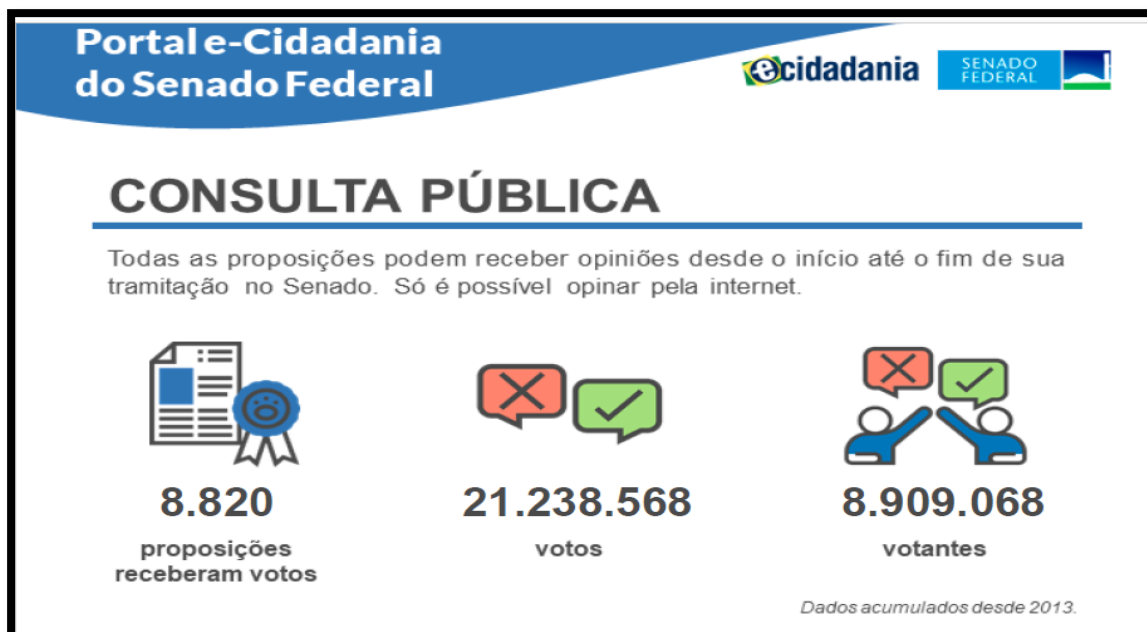 Portal e-Cidadania
do Senado Federal
ecidadania
SENADO
FEDERAL
CONSULTA PÚBLICA
Todas as proposições podem receber opiniões desde o início até o fim de sua
tramitação no Senado. Só é possível opinar pela internet.
8.820
21.238.568
8.909.068
proposições
receberam votos
votos
votantes
Dados acumulados desde 2013.